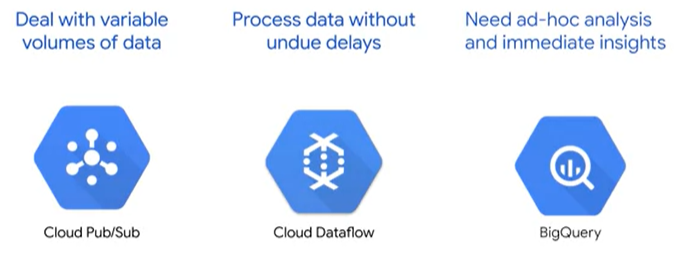 Deal with variable
volumes of data
Process data without
undue delays
Need ad-hoc analysis
and immediate insights
Cloud Pub/Sub
Cloud Dataflow
BigQuery